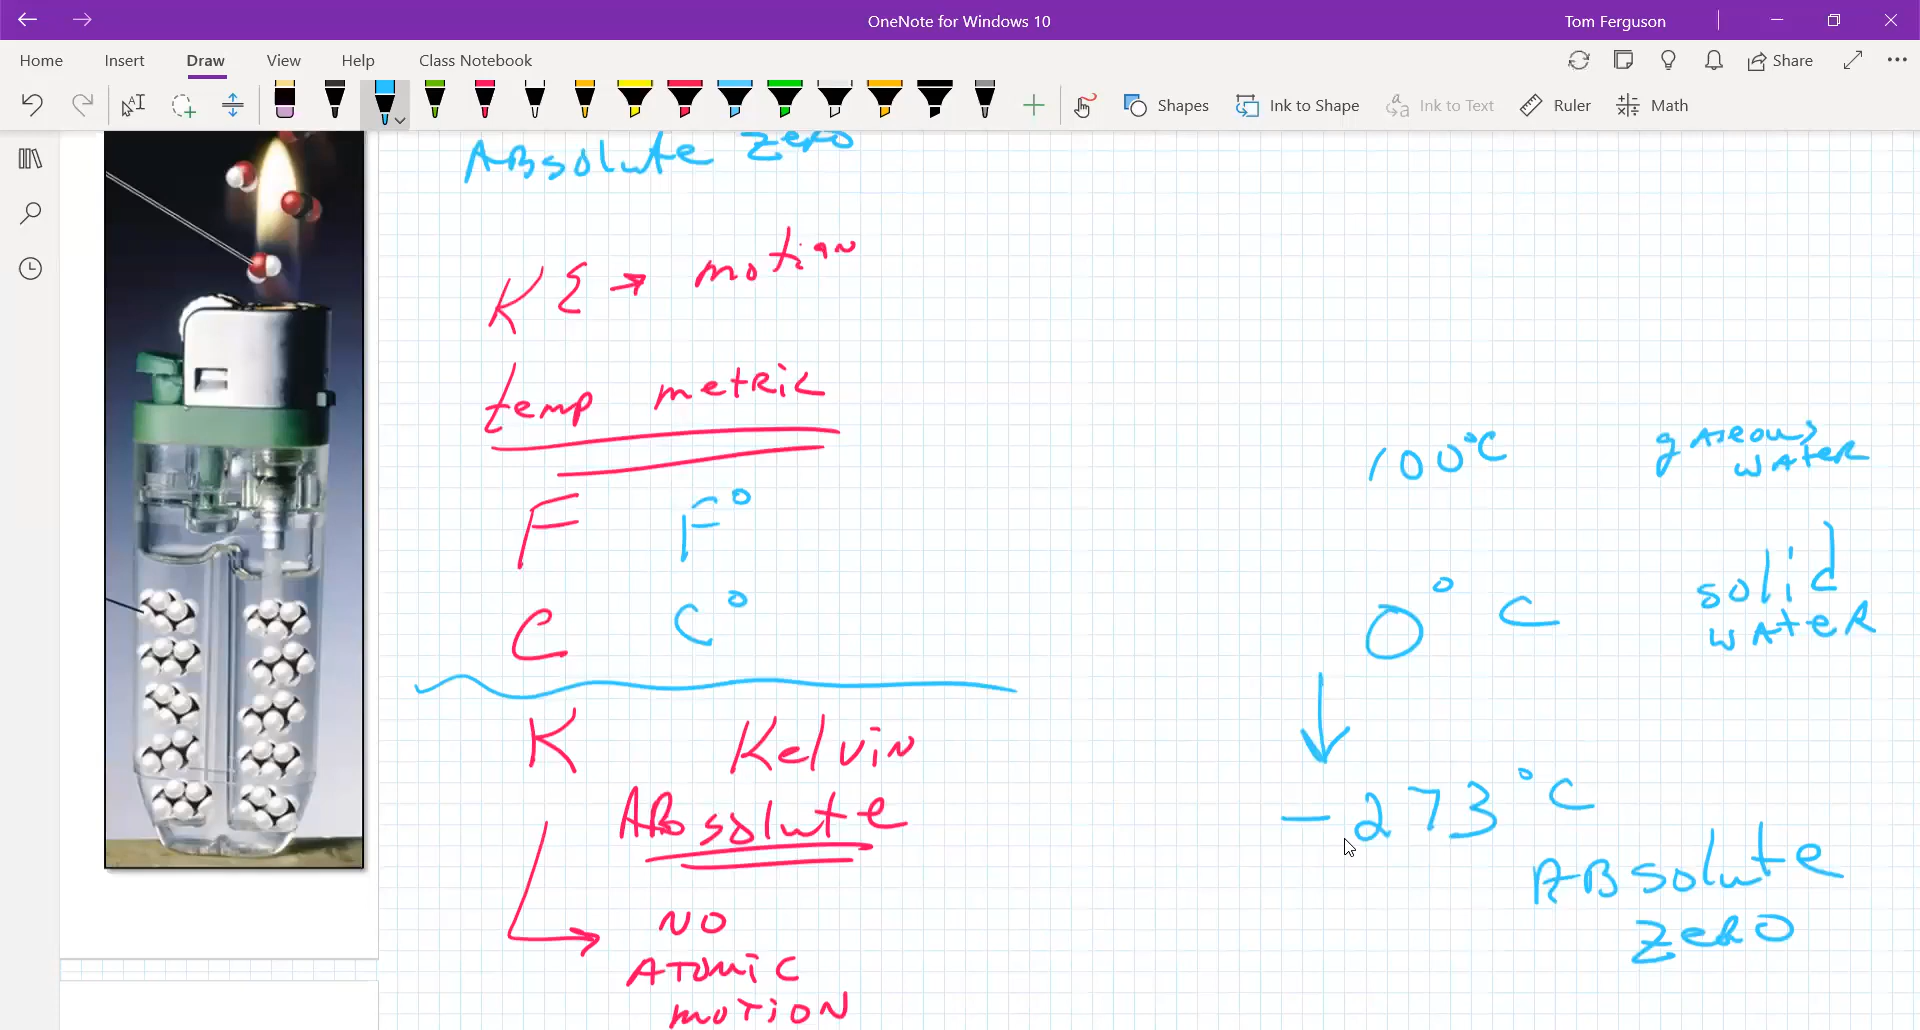 OneNote for Windows 10
Tom Ferguson
Home Insert Draw View Help Class Notebook
Share
Shapes Ink to Shape Ink to Text Ruler Math
ABsolute zero
KE → motion
temp metric
F F°
C C°
K Kelvin
ABsolute
NO
ATOMIC
MOTION
100°C gaseous
WATER
0° C solid
WATER
-273°C
ABsolute
zero